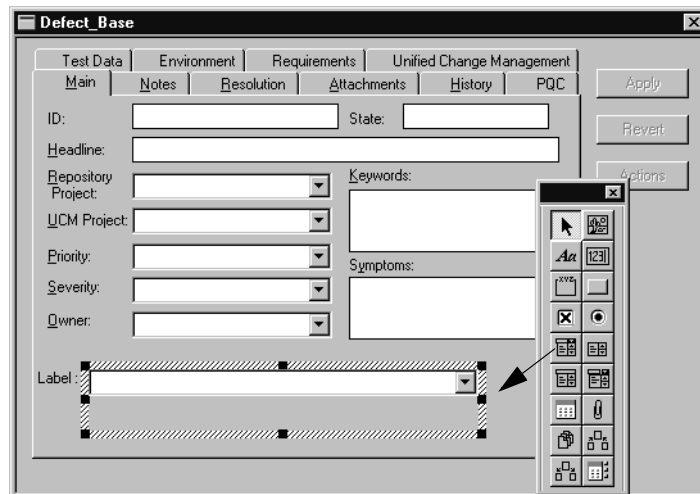 Defect_Base
Test Data Environment Requirements Unified Change Management
Main Notes Resolution Attachments History PQC
Apply
ID: State:
Revert
Headline:
Actions
Repository Project: Keywords:
UCM Project:
Priority: Symptoms:
Severity:
Owner:
Label :
Aa 123
XYZ